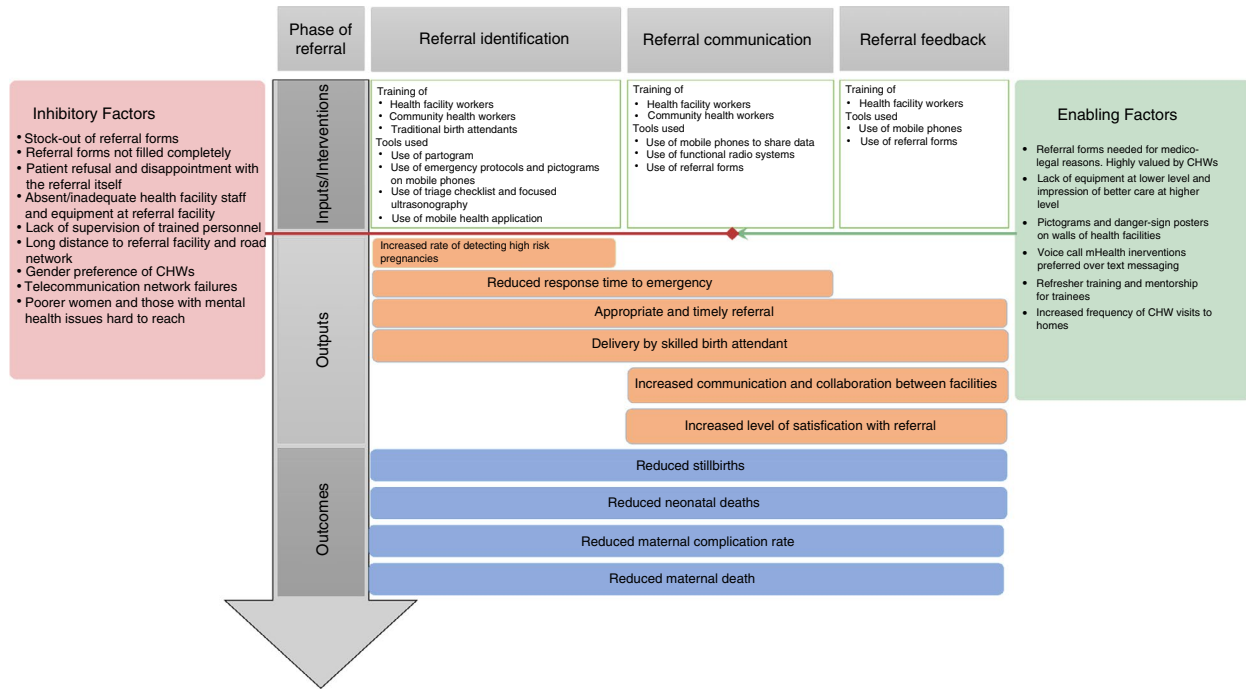 Phase of
referral
Referral identification
Referral communication
Referral feedback
Inhibitory Factors
• Stock-out of referral forms
• Referral forms not filled completely
• Patient refusal and disappointment with
the referral itself
• Absent/inadequate health facility staff
and equipment at referral facility
• Lack of supervision of trained personnel
• Long distance to referral facility and road
network
• Gender preference of CHWs
• Telecommunication network failures
• Poorer women and those with mental
health issues hard to reach
Inputs/Interventions
Training of
• Health facility workers
• Community health workers
• Traditional birth attendants
Tools used
• Use of partogram
• Use of emergency protocols and pictograms
on mobile phones
• Use of triage checklist and focused
ultrasonography
• Use of mobile health application
Training of
• Health facility workers
• Community health workers
Tools used
• Use of mobile phones to share data
• Use of functional radio systems
• Use of referral forms
Training of
• Health facility workers
Tools used
• Use of mobile phones
• Use of referral forms
Enabling Factors
• Referral forms needed for medico-
legal reasons. Highly valued by CHWs
• Lack of equipment at lower level and
impression of better care at higher
level
• Pictograms and danger-sign posters
on walls of health facilities
• Voice call mHealth inerventions
preferred over text messaging
• Refresher training and mentorship
for trainees
• Increased frequency of CHW visits to
homes
Outputs
Increased rate of detecting high risk
pregnancies
Reduced response time to emergency
Appropriate and timely referral
Delivery by skilled birth attendant
Increased communication and collaboration between facilities
Increased level of satisfication with referral
Outcomes
Reduced stillbirths
Reduced neonatal deaths
Reduced maternal complication rate
Reduced maternal death